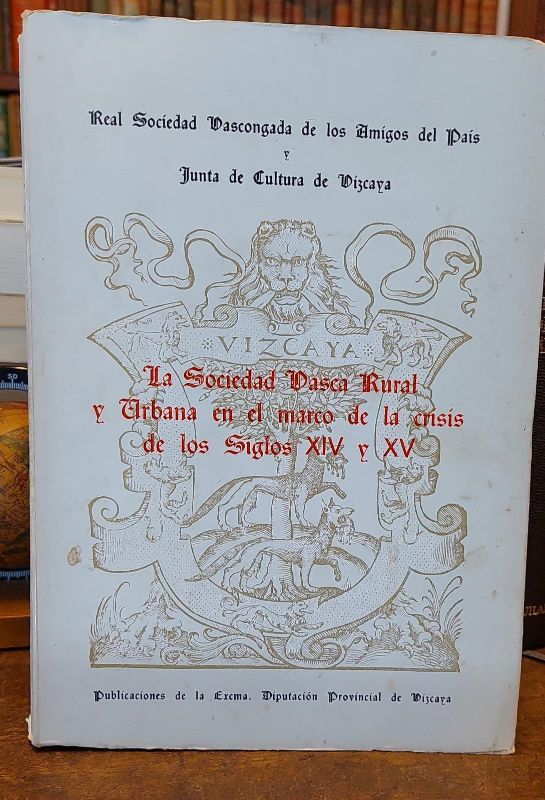 Real Sociedad Vascongada de los Amigos del País
y
Junta de Cultura de Vizcaya
VIZCAYA
La Sociedad Vasca Rural
y Urbana en el marco de la crisis
de los Siglos XIV y XV
Publicaciones de la Excma. Diputación Provincial de Vizcaya
50